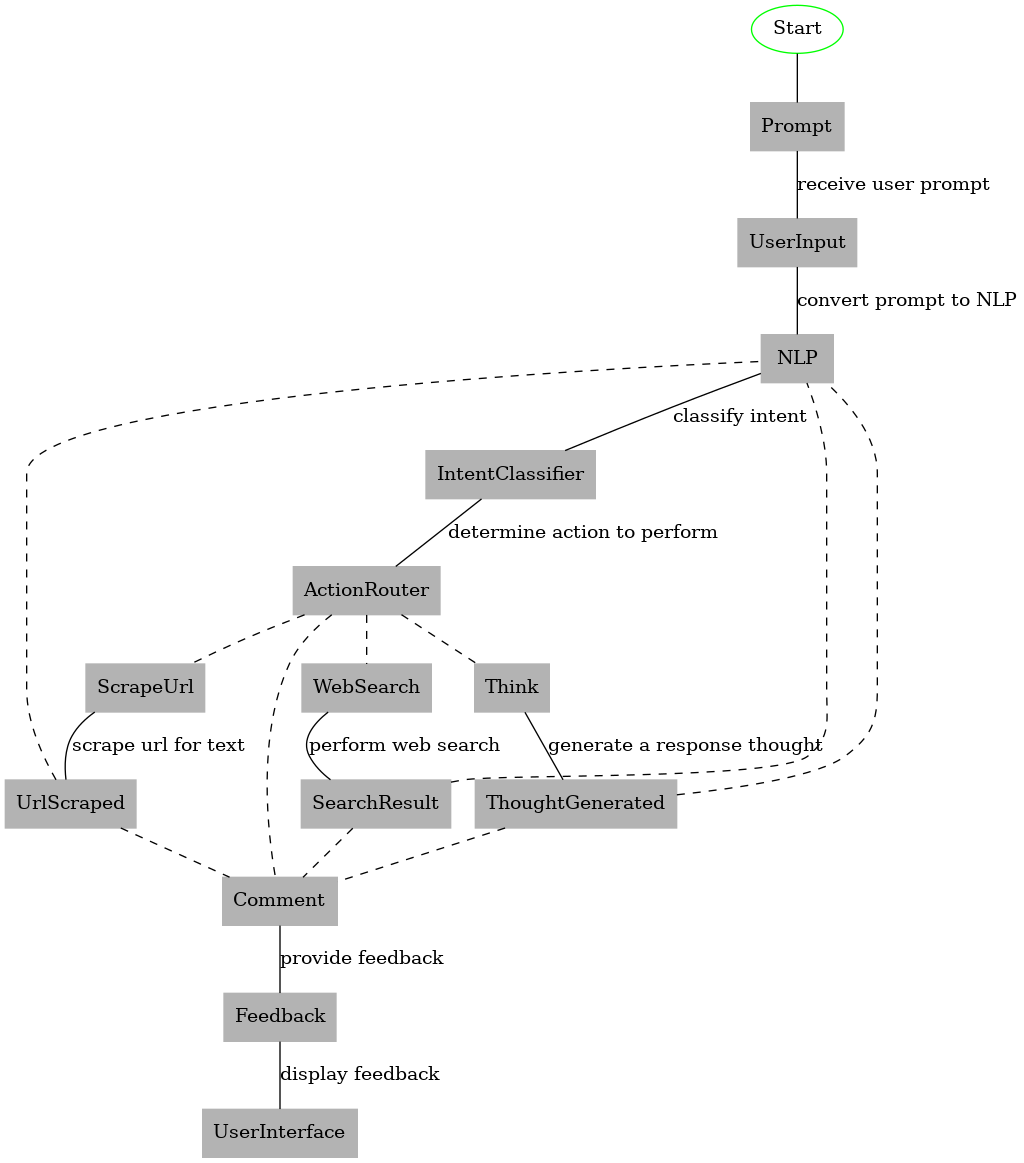 Start
Prompt
receive user prompt
UserInput
convert prompt to NLP
NLP
classify intent
IntentClassifier
determine action to perform
ActionRouter
ScrapeUrl
WebSearch
Think
scrape url for text
perform web search
generate a response thought
UrlScraped
SearchResult
ThoughtGenerated
Comment
provide feedback
Feedback
display feedback
UserInterface